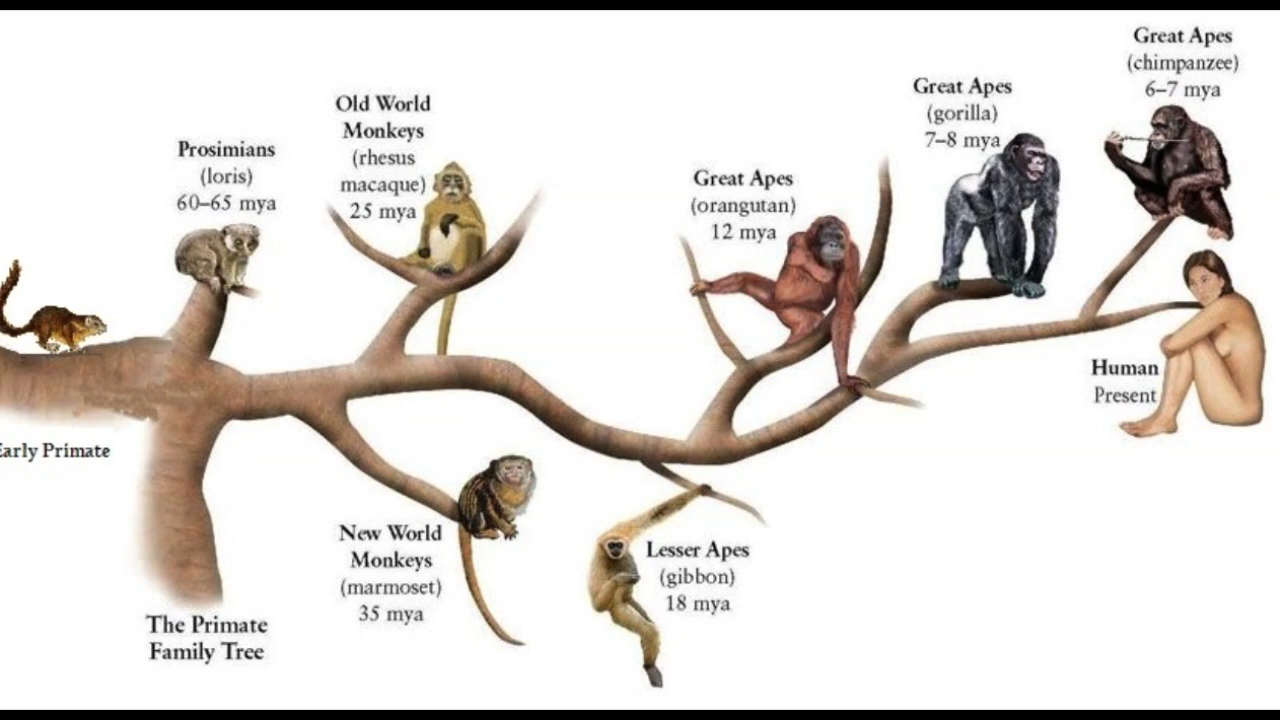 Great Apes
(chimpanzee)
6–7 mya
Great Apes
(gorilla)
7–8 mya
Old World
Monkeys
(rhesus
macaque)
25 mya
Prosimians
(loris)
60–65 mya
Great Apes
(orangutan)
12 mya
Human
Present
Early Primate
New World
Monkeys
(marmoset)
35 mya
Lesser Apes
(gibbon)
18 mya
The Primate
Family Tree